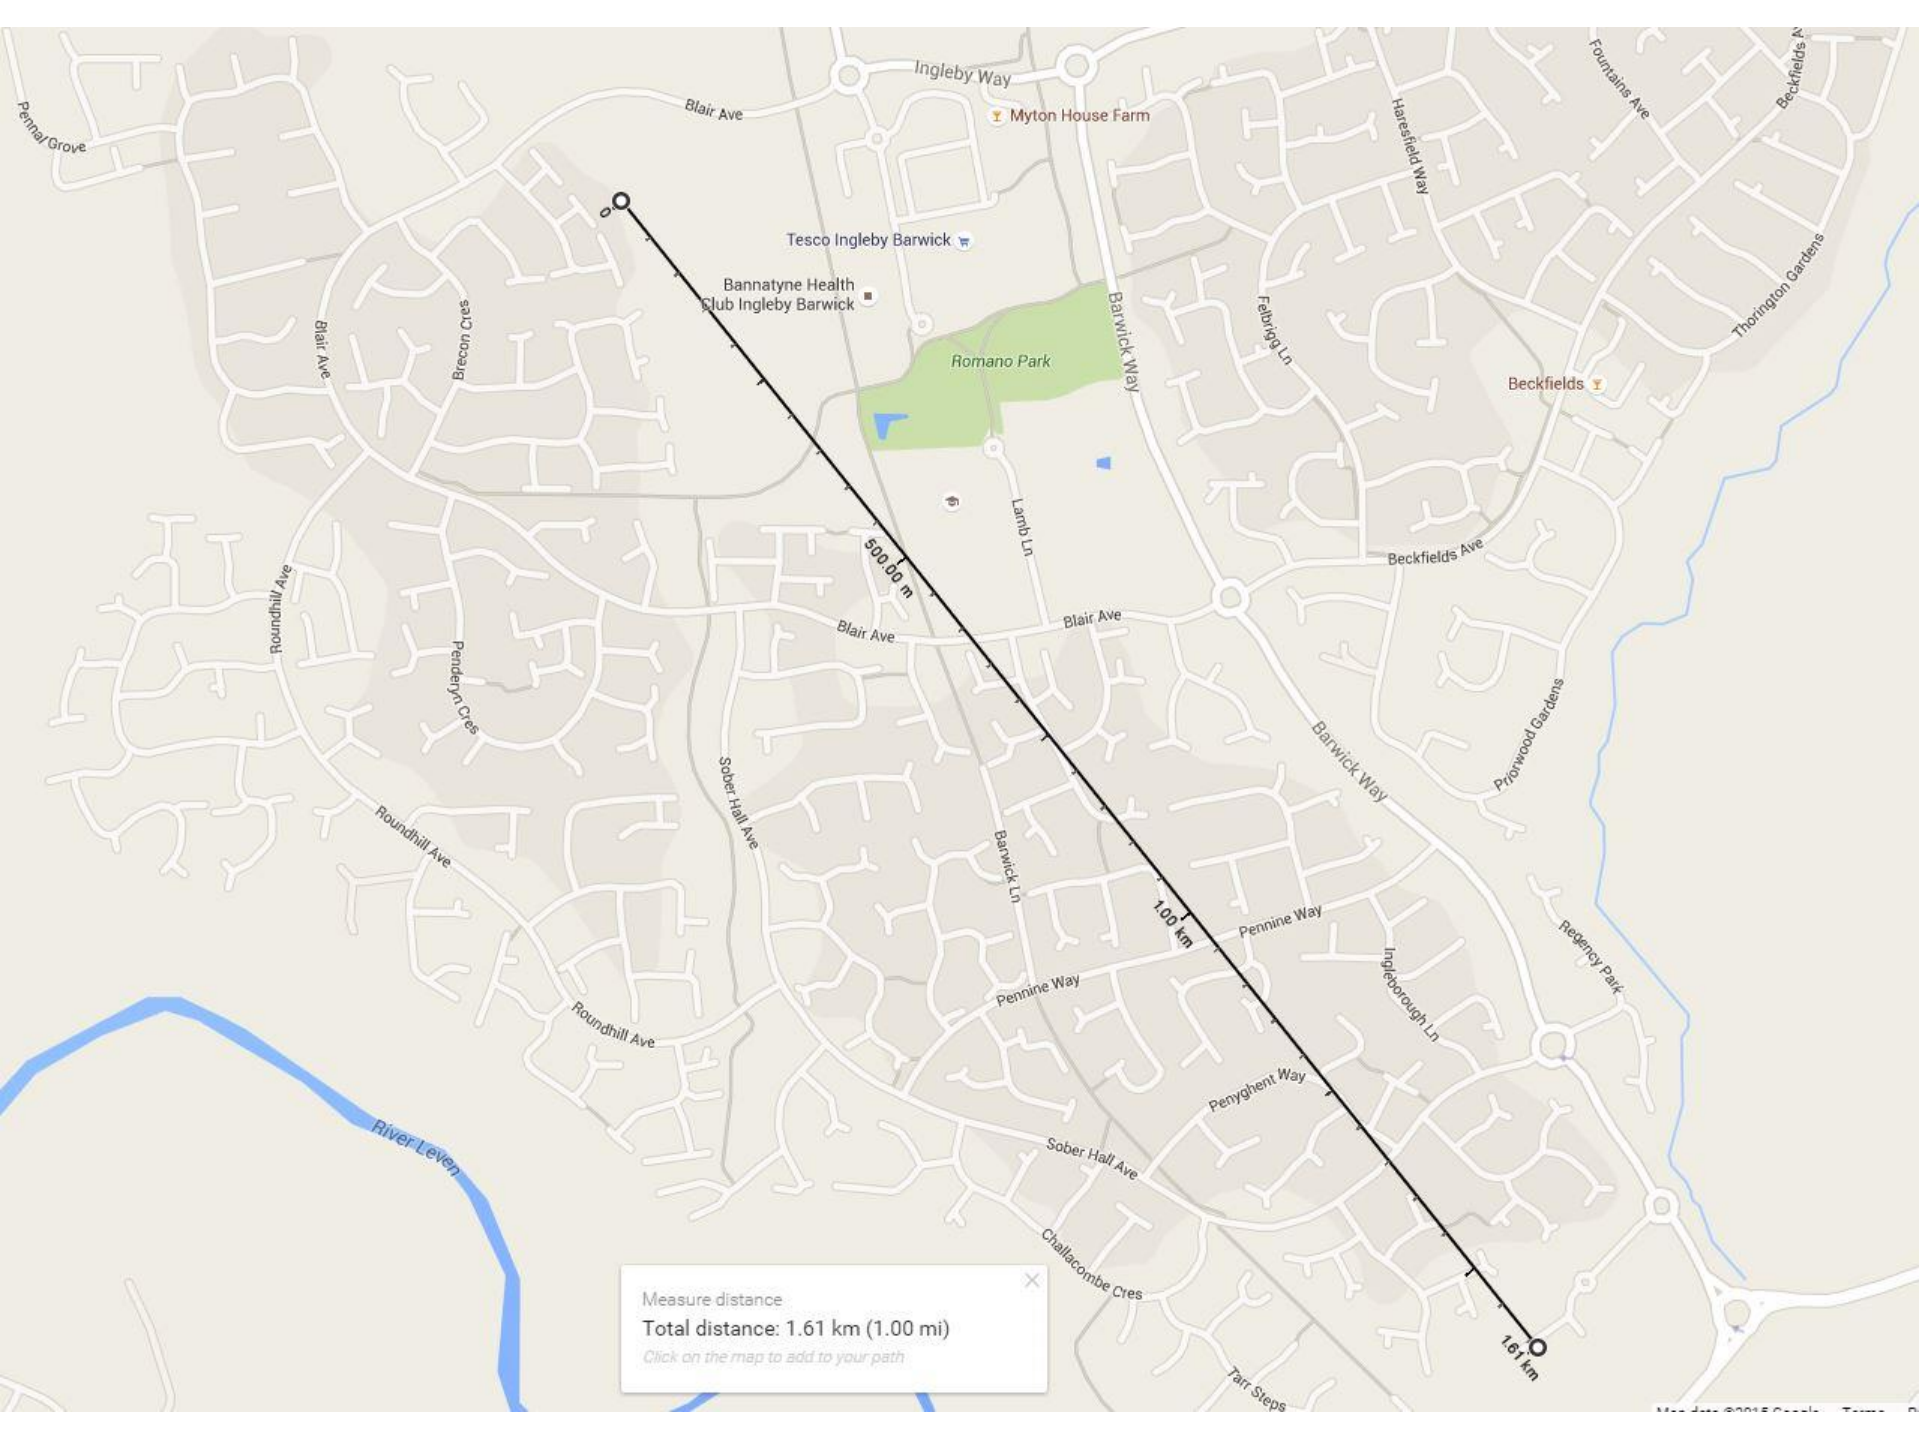 Ingleby Way
Blair Ave
Myton House Farm
Pennal Grove
Haresfield Way
Fountains Ave
0
Tesco Ingleby Barwick
Bannatyne Health
Club Ingleby Barwick
Thorington Gardens
Blair Ave
Brecon Cres
Barwick Way
Felbrigg Ln
Romano Park
Beckfields
Lamb Ln
500.00 m
Beckfields Ave
Roundhill Ave
Blair Ave
Blair Ave
Penderyn Cres
Priorwood Gardens
Barwick Way
Sober Hall Ave
Roundhill Ave
Barwick Ln
1.00 km
Pennine Way
Regency Park
Ingleborough Ln
Pennine Way
Roundhill Ave
Penyghent Way
River Leven
Sober Hall Ave
Challacombe Cres
Measure distance
Total distance: 1.61 km (1.00 mi)
Click on the map to add to your path
1.61 km
Tarr Steps